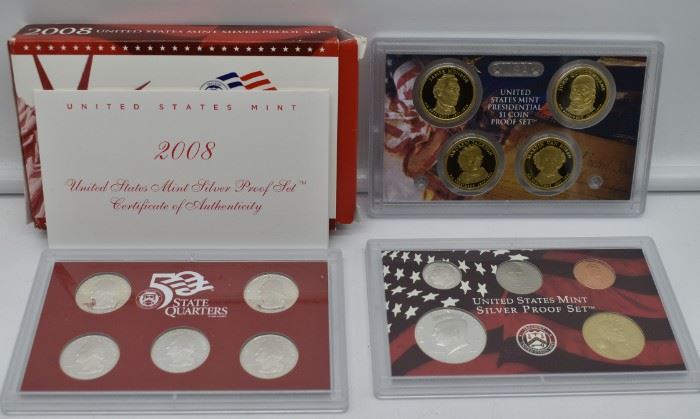 2008 UNITED STATES MINT SILVER PROOF SET
UNITED STATES MINT
2008
United States Mint Silver Proof Set™
Certificate of Authenticity
UNITED
STATES MINT
PRESIDENTIAL
$1 COIN
PROOF SET™
50
STATE
QUARTERS
UNITED STATES MINT
SILVER PROOF SET™